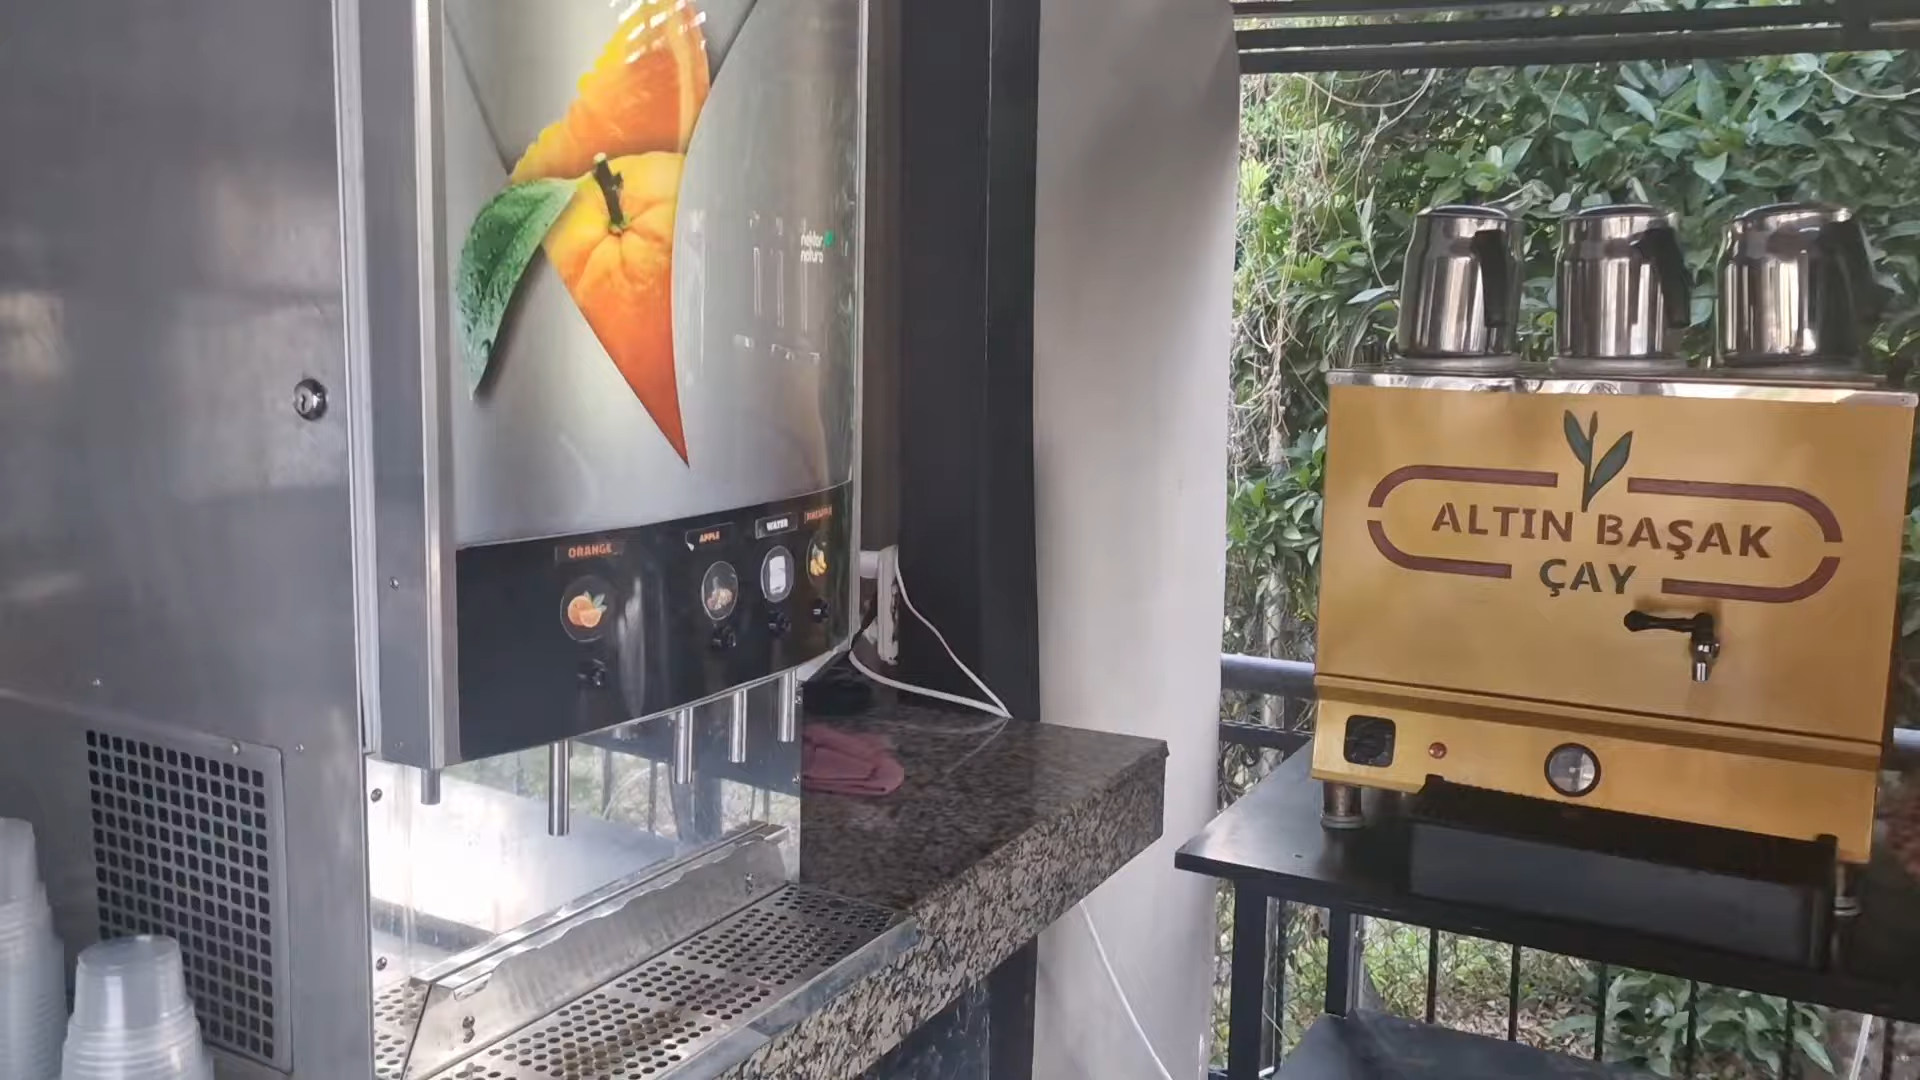 nektar
natura
ORANGE
APPLE
WATER
PINEAPPLE
ALTIN BAŞAK
ÇAY